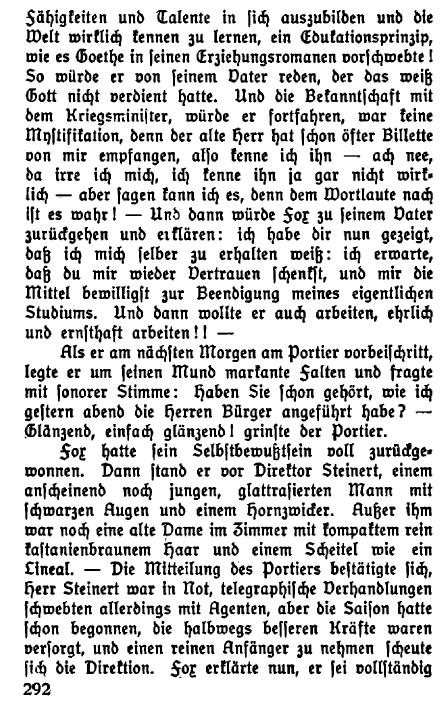 Fähigkeiten und Talente in sich auszubilden und die
Welt wirklich kennen zu lernen, ein Edukationsprinzip,
wie es Goethe in seinen Erziehungsromanen vorschwebte!
So würde er von seinem Vater reden, der das weiß
Gott nicht verdient hatte. Und die Bekanntschaft mit
dem Kriegsminister, würde er fortfahren, war keine
Mystifikation, denn der alte Herr hat schon öfter Billette
von mir empfangen, also kenne ich ihn — ach nee,
da irre ich mich, ich kenne ihn ja gar nicht wirk-
lich — aber sagen kann ich es, denn dem Wortlaute nach
ist es wahr! — Und dann würde Fox zu seinem Vater
zurückgehen und erklären: ich habe dir nun gezeigt,
daß ich mich selber zu erhalten weiß: ich erwarte,
daß du mir wieder Vertrauen schenkst, und mir die
Mittel bewilligst zur Beendigung meines eigentlichen
Studiums. Und dann wollte er auch arbeiten, ehrlich
und ernsthaft arbeiten!! —
Als er am nächsten Morgen am Portier vorbeischritt,
legte er um seinen Mund markante Falten und fragte
mit sonorer Stimme: Haben Sie schon gehört, wie ich
gestern abend die Herren Bürger angeführt habe? —
Glänzend, einfach glänzend! grinste der Portier.
Fox hatte sein Selbstbewußtsein voll zurückge-
wonnen. Dann stand er vor Direktor Steinert, einem
anscheinend noch jungen, glattrasierten Mann mit
schwarzen Augen und einem Hornzwicker. Außer ihm
war noch eine alte Dame im Zimmer mit kompaktem rein
kastanienbraunem Haar und einem Scheitel wie ein
Lineal. — Die Mitteilung des Portiers bestätigte sich,
Herr Steinert war in Not, telegraphische Verhandlungen
schwebten allerdings mit Agenten, aber die Saison hatte
schon begonnen, die halbwegs besseren Kräfte waren
versorgt, und einen reinen Anfänger zu nehmen scheute
sich die Direktion. Fox erklärte nun, er sei vollständig
292